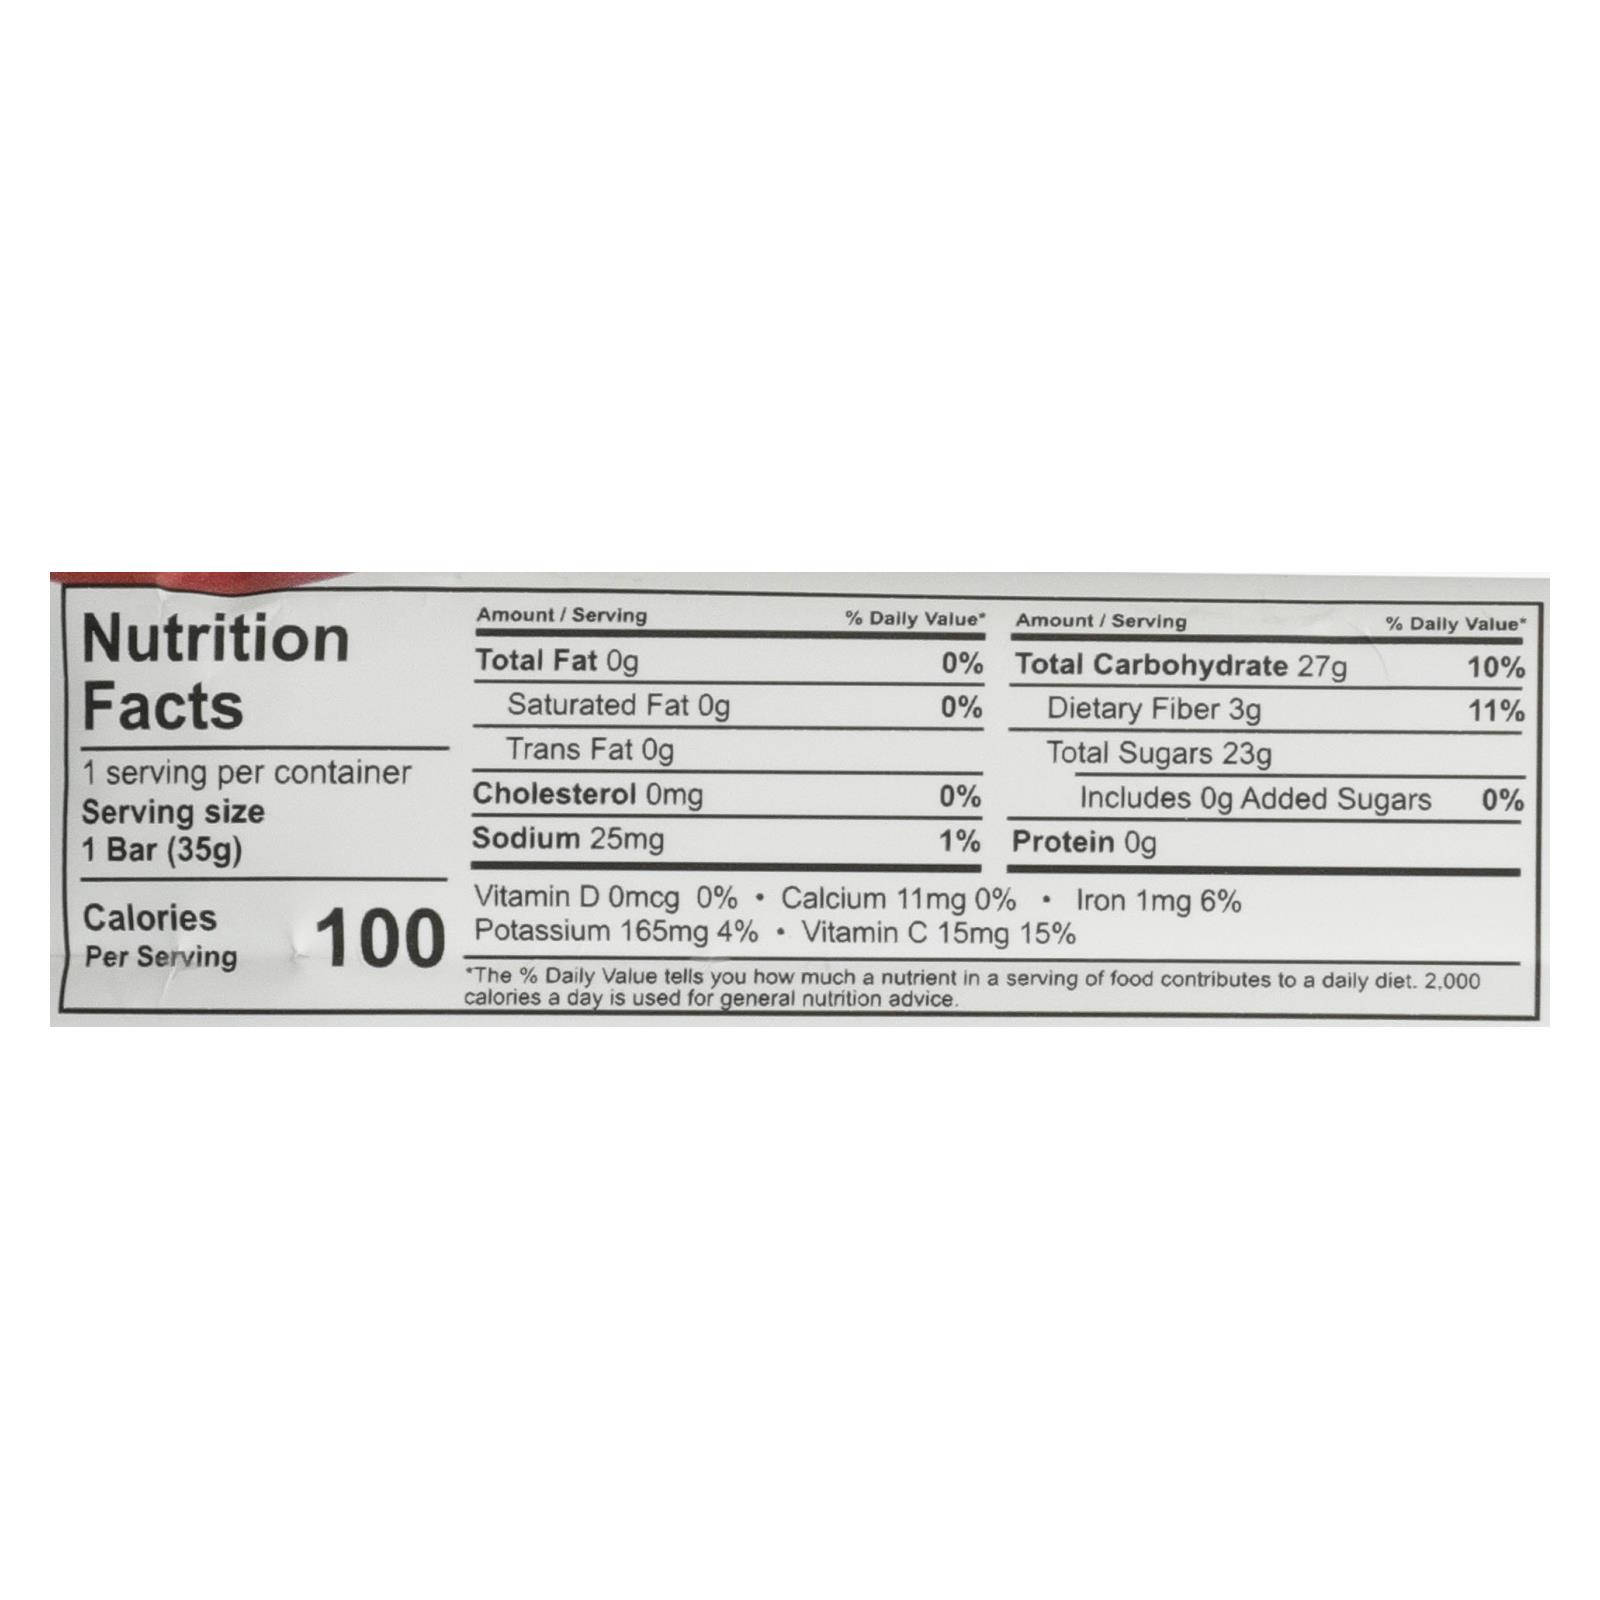 Nutrition
Facts
1 serving per container
Serving size
1 Bar (35g)
Calories
Per Serving
100
Amount / Serving % Daily Value*
Total Fat 0g 0%
Saturated Fat 0g 0%
Trans Fat 0g
Cholesterol 0mg 0%
Sodium 25mg 1%
Amount / Serving % Daily Value*
Total Carbohydrate 27g 10%
Dietary Fiber 3g 11%
Total Sugars 23g
Includes 0g Added Sugars 0%
Protein 0g
Vitamin D 0mcg 0% • Calcium 11mg 0% • Iron 1mg 6%
Potassium 165mg 4% • Vitamin C 15mg 15%
*The % Daily Value tells you how much a nutrient in a serving of food contributes to a daily diet. 2,000
calories a day is used for general nutrition advice.